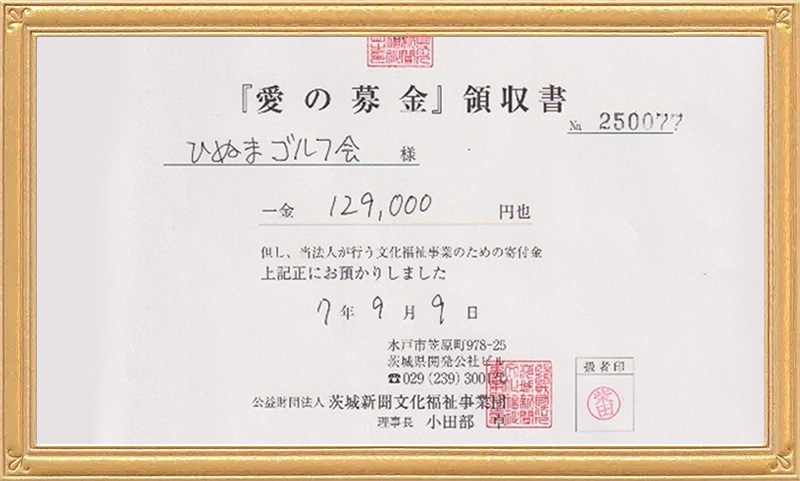 『愛の募金』領収書
№ 250077
ひぬまゴルフ会 様
一金 129,000 円也
但し、当法人が行う文化福祉事業のための寄付金
上記正にお預かりしました
7年9月9日
水戸市笠原町978-25
茨城県開発公社ビル
☎029(239)3001㈹
公益財団法人 茨城新聞文化福祉事業団
理事長 小田部 卓
扱者印
柴田